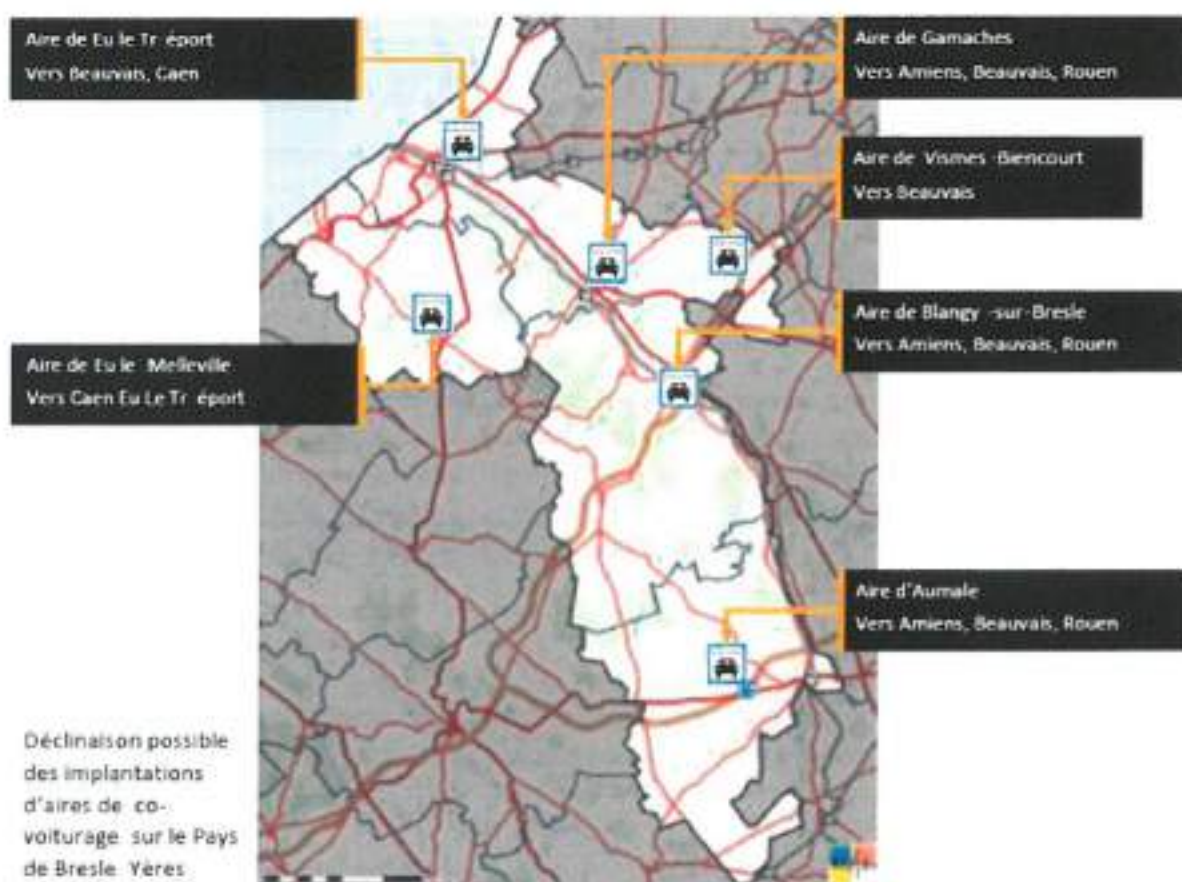 Aire de Eu le Tr éport
Vers Beauvais, Caen
Aire de Gamaches
Vers Amiens, Beauvais, Rouen
Aire de Vismes -Biencourt
Vers Beauvais
Aire de Blangy -sur -Bresle
Vers Amiens, Beauvais, Rouen
Aire de Eu le Melleville
Vers Caen Eu Le Tr éport
Aire d'Aumale
Vers Amiens, Beauvais, Rouen
Déclinaison possible
des implantations
d'aires de co-
voiturage sur le Pays
de Bresle Yères